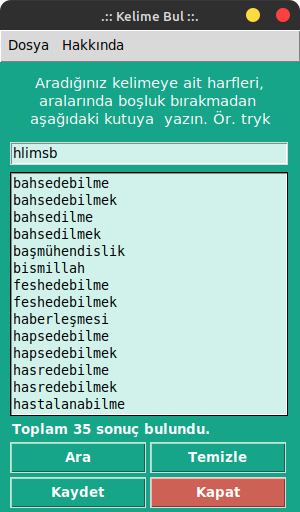 .:: Kelime Bul ::.
Dosya Hakkında
Aradığınız kelimeye ait harfleri,
aralarında boşluk bırakmadan
aşağıdaki kutuya yazın. Ör. tryk
hlimsb
bahsedebilme
bahsedebilmek
bahsedilme
bahsedilmek
başmühendislik
bismillah
feshedebilme
feshedebilmek
haberleşmesi
hapsedebilme
hapsedebilmek
hasredebilme
hasredebilmek
hastalanabilme
Toplam 35 sonuç bulundu.
Ara Temizle
Kaydet Kapat